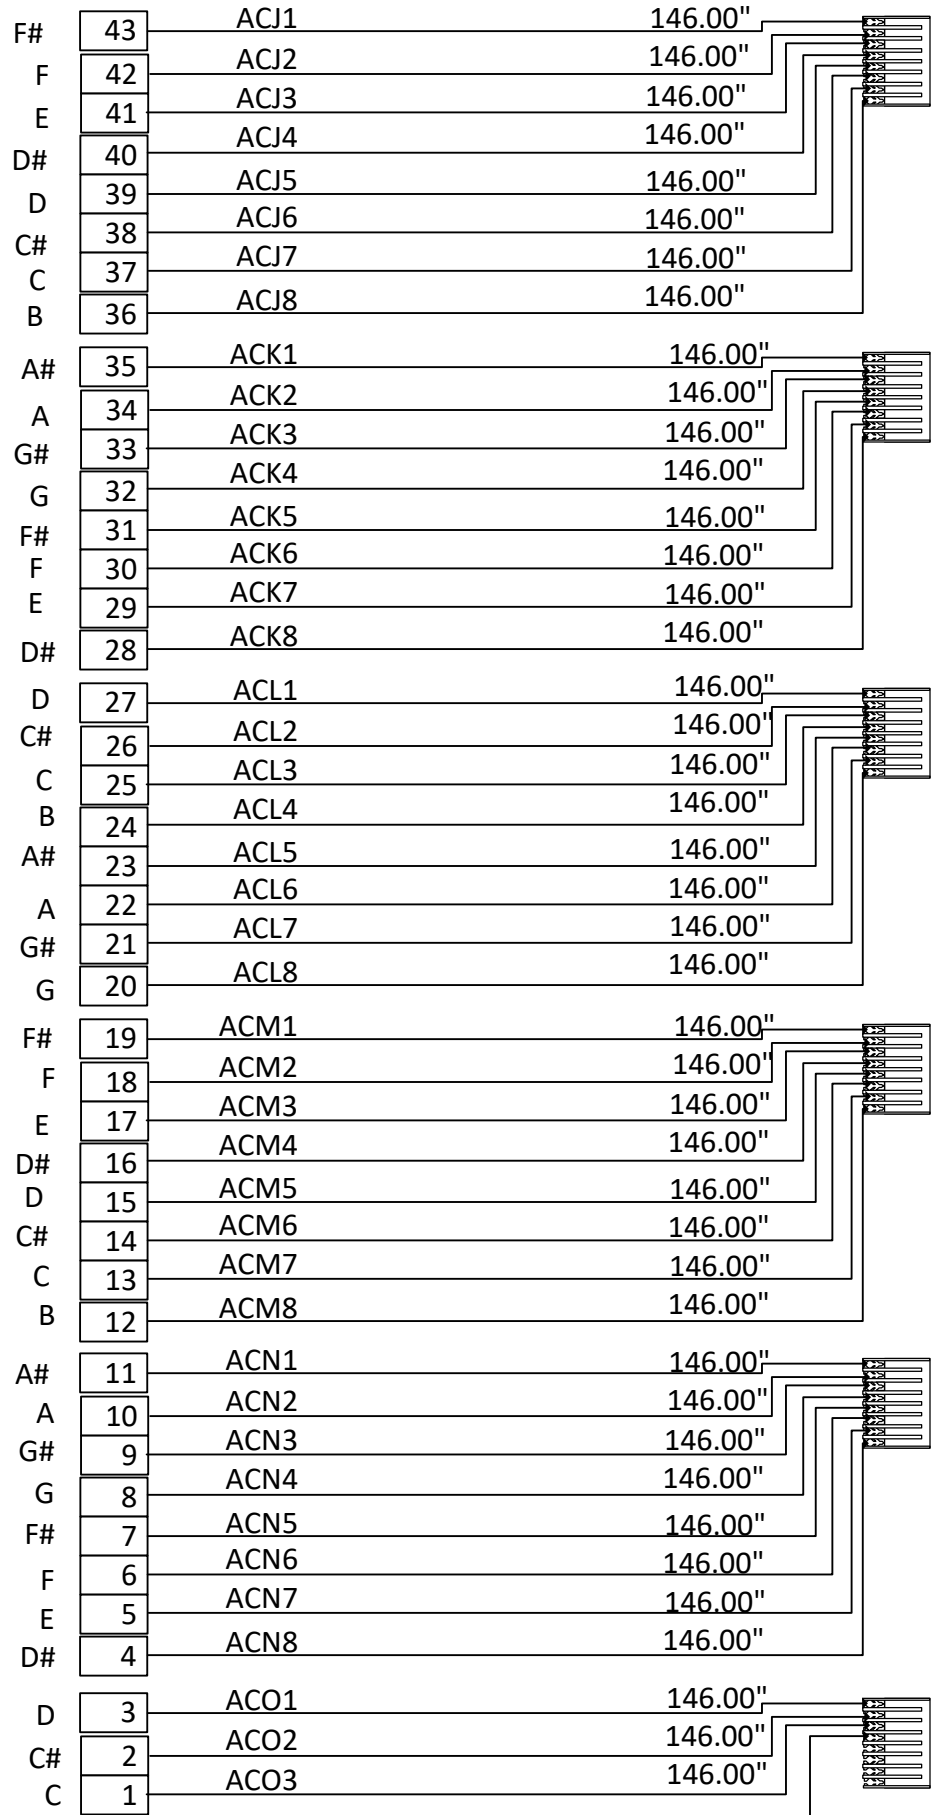 F# 43 ACJ1 146.00"
F 42 ACJ2 146.00"
E 41 ACJ3 146.00"
D# 40 ACJ4 146.00"
D 39 ACJ5 146.00"
C# 38 ACJ6 146.00"
C 37 ACJ7 146.00"
B 36 ACJ8 146.00"
A# 35 ACK1 146.00"
A 34 ACK2 146.00"
G# 33 ACK3 146.00"
G 32 ACK4 146.00"
F# 31 ACK5 146.00"
F 30 ACK6 146.00"
E 29 ACK7 146.00"
D# 28 ACK8 146.00"
D 27 ACL1 146.00"
C# 26 ACL2 146.00"
C 25 ACL3 146.00"
B 24 ACL4 146.00"
A# 23 ACL5 146.00"
A 22 ACL6 146.00"
G# 21 ACL7 146.00"
G 20 ACL8 146.00"
F# 19 ACM1 146.00"
F 18 ACM2 146.00"
E 17 ACM3 146.00"
D# 16 ACM4 146.00"
D 15 ACM5 146.00"
C# 14 ACM6 146.00"
C 13 ACM7 146.00"
B 12 ACM8 146.00"
A# 11 ACN1 146.00"
A 10 ACN2 146.00"
G# 9 ACN3 146.00"
G 8 ACN4 146.00"
F# 7 ACN5 146.00"
F 6 ACN6 146.00"
E 5 ACN7 146.00"
D# 4 ACN8 146.00"
D 3 ACO1 146.00"
C# 2 ACO2 146.00"
C 1 ACO3 146.00"